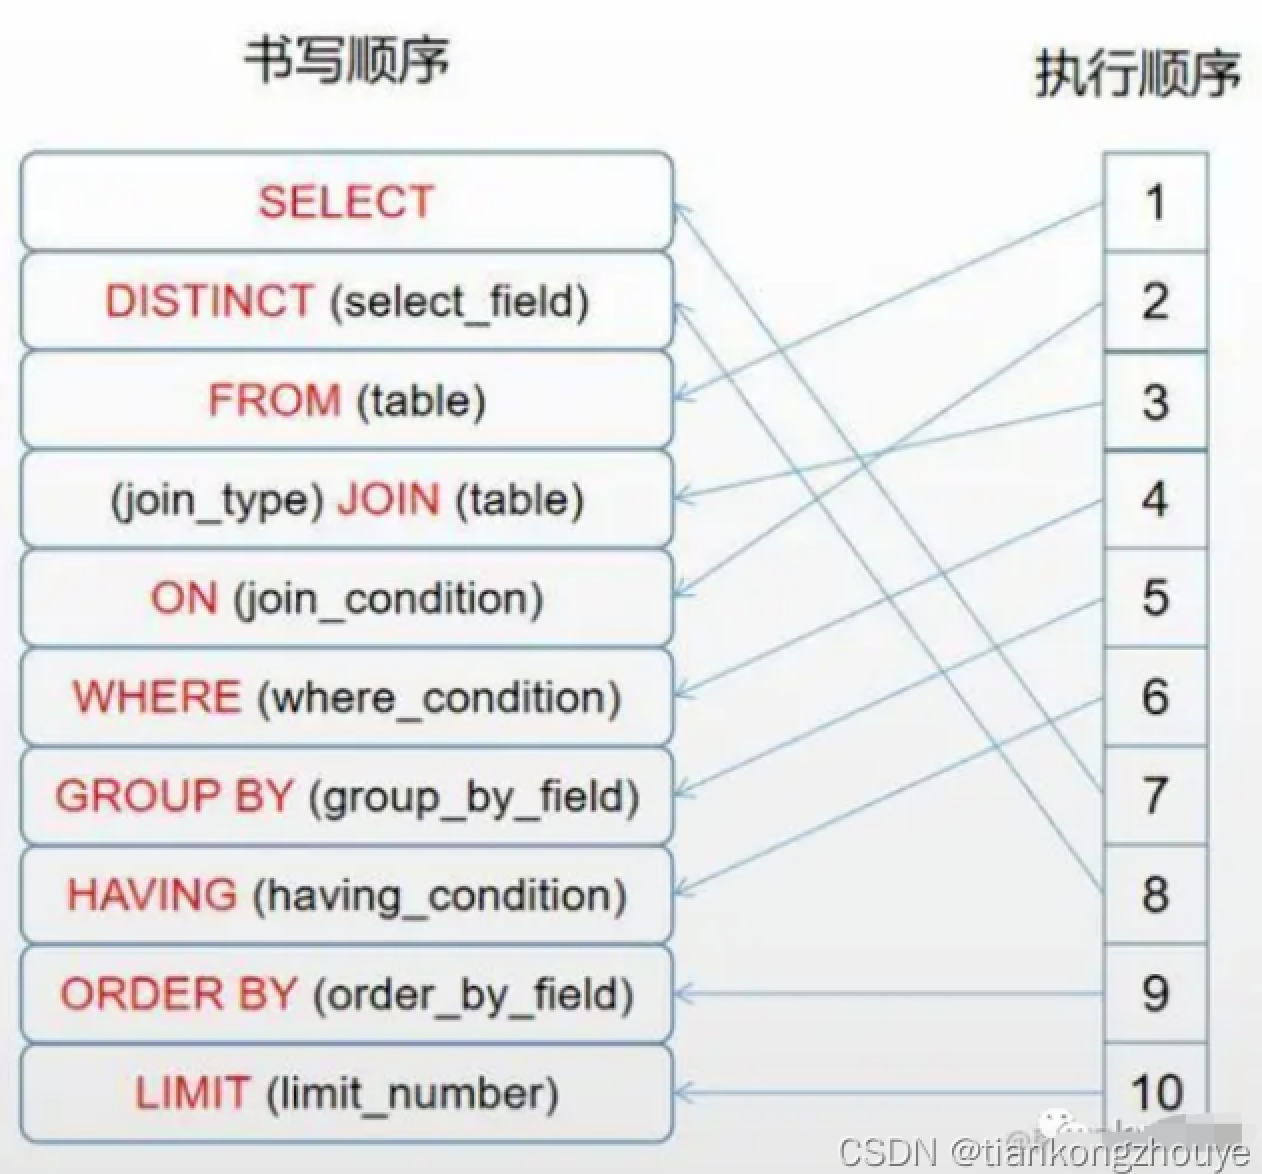 书写顺序
执行顺序
SELECT
1
DISTINCT (select_field)
2
FROM (table)
3
(join_type) JOIN (table)
4
ON (join_condition)
5
WHERE (where_condition)
6
GROUP BY (group_by_field)
7
HAVING (having_condition)
8
ORDER BY (order_by_field)
9
LIMIT (limit_number)
10
CSDN @tiankongzhouye